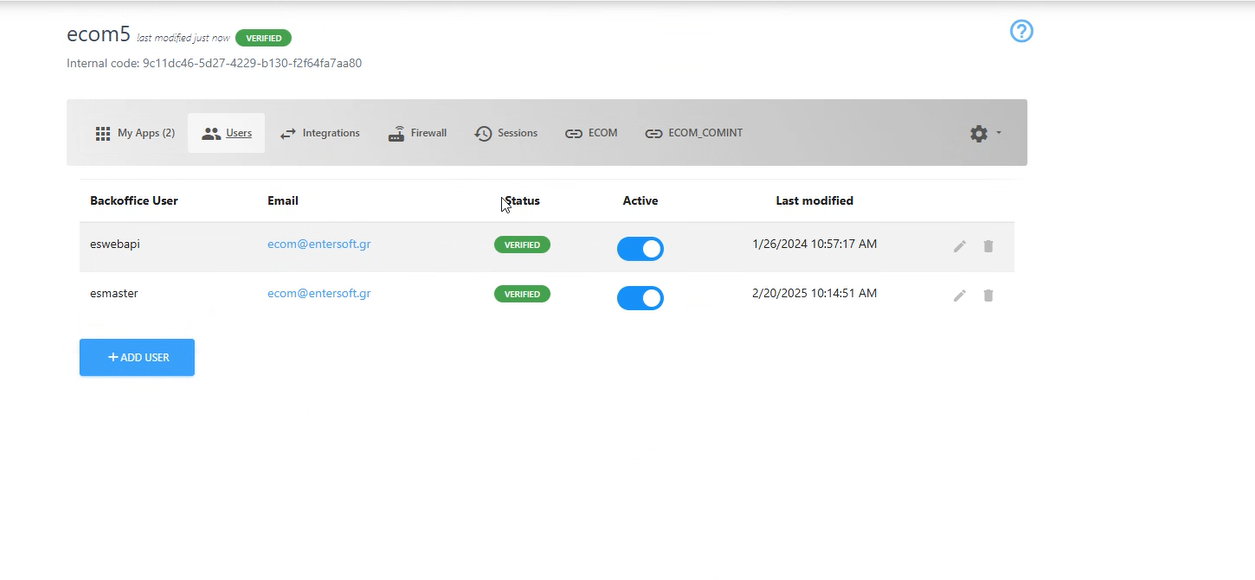 ecom5 last modified just now VERIFIED
?
Internal code: 9c11dc46-5d27-4229-b130-f2f64fa7aa80
My Apps (2) Users Integrations Firewall Sessions ECOM ECOM_COMINT
Backoffice User Email Status Active Last modified
eswebapi ecom@entersoft.gr VERIFIED 1/26/2024 10:57:17 AM
esmaster ecom@entersoft.gr VERIFIED 2/20/2025 10:14:51 AM
+ ADD USER